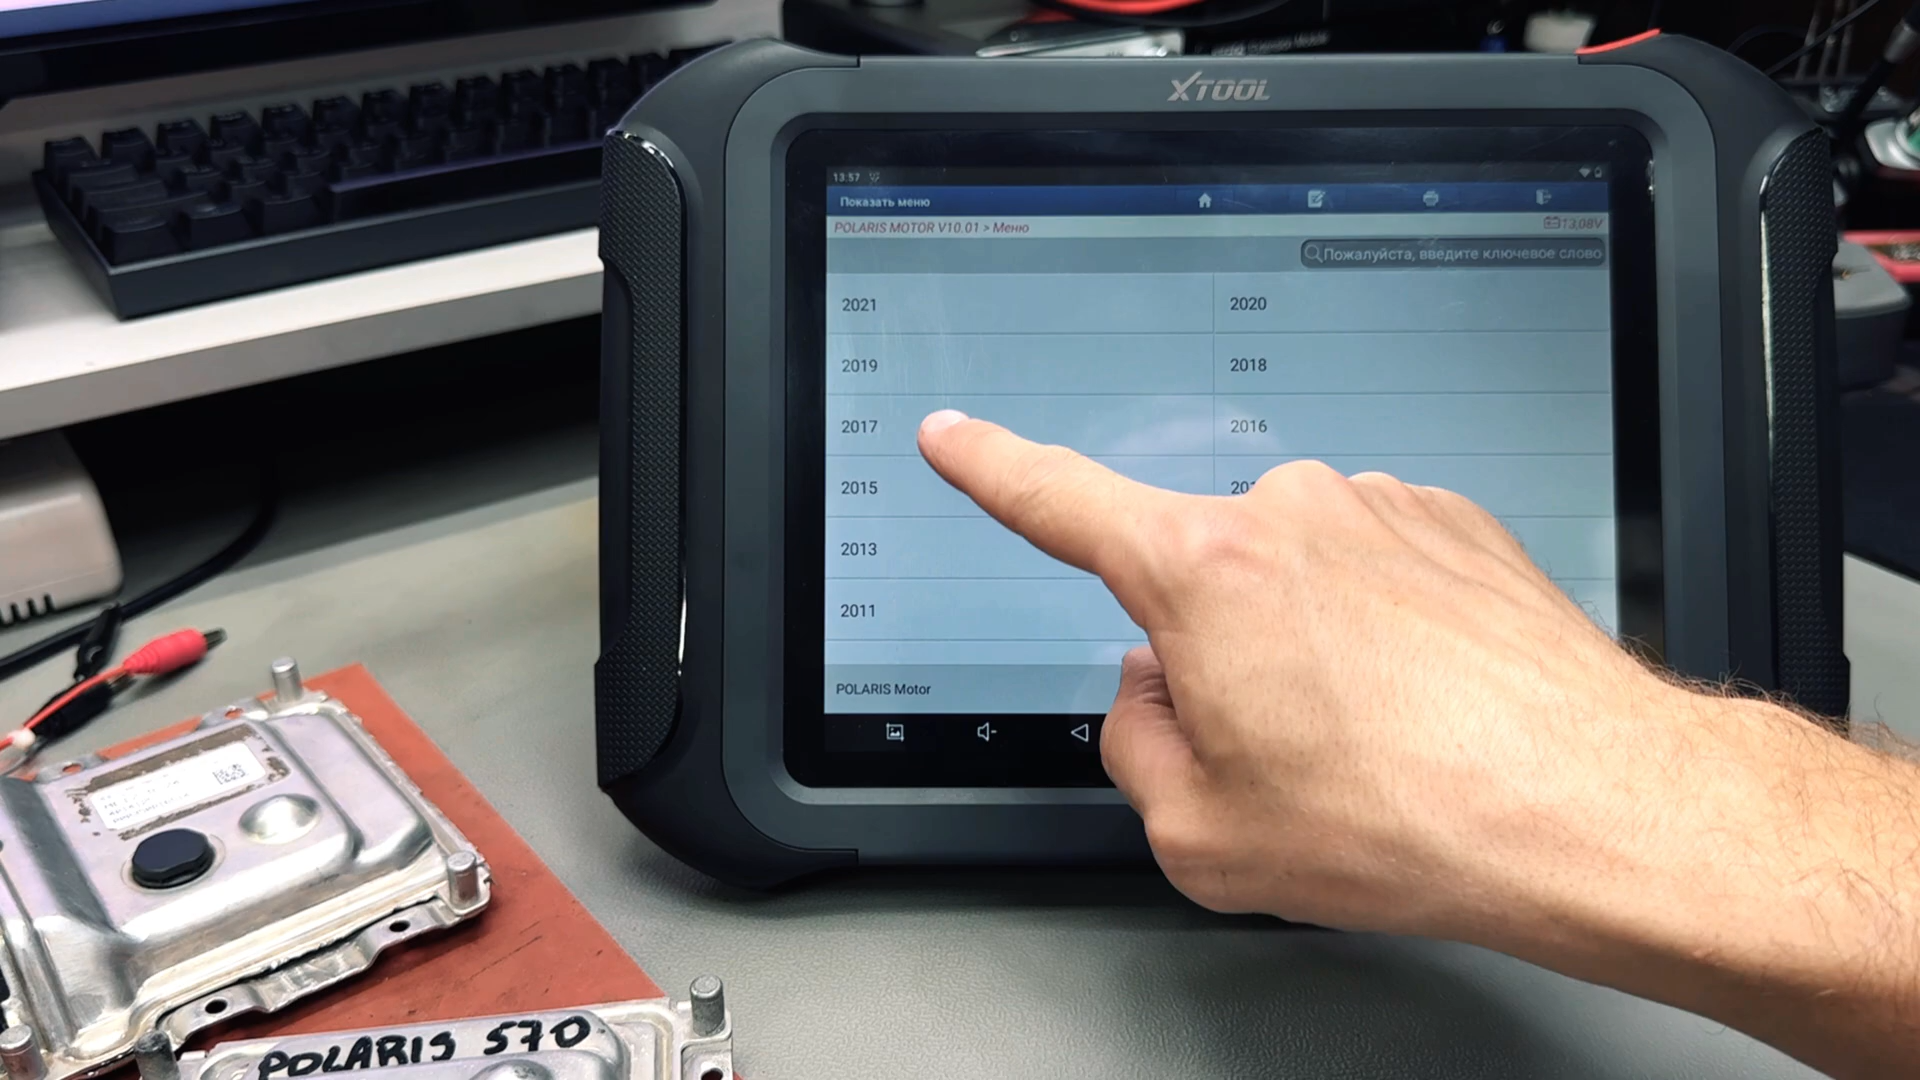 XTOOL
13:57
Показать меню
POLARIS MOTOR V10.01 > Меню
13,08V
Пожалуйста, введите ключевое слово
2021
2020
2019
2018
2017
2016
2015
2013
2011
POLARIS Motor
POLARIS 570